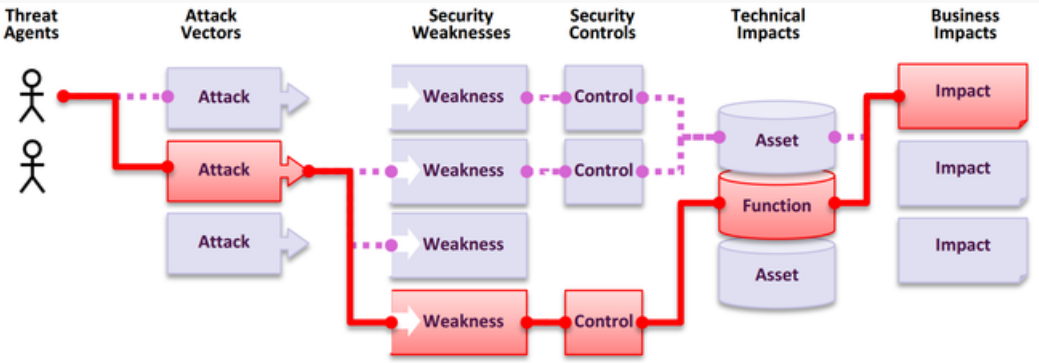 Threat Agents
Attack Vectors
Security Weaknesses
Security Controls
Technical Impacts
Business Impacts
Attack
Weakness
Control
Impact
Asset
Attack
Weakness
Control
Impact
Function
Attack
Weakness
Impact
Asset
Weakness
Control